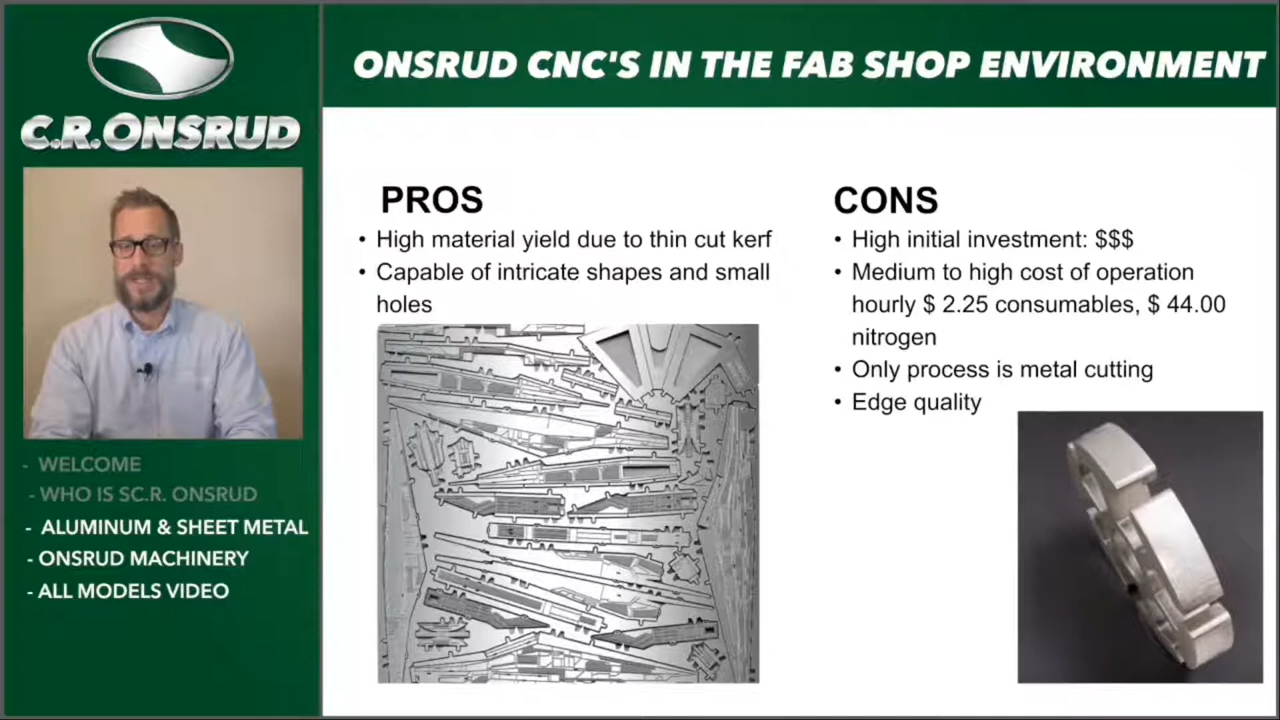 C.R.ONSRUD
- WELCOME
- WHO IS SC.R. ONSRUD
- ALUMINUM & SHEET METAL
- ONSRUD MACHINERY
- ALL MODELS VIDEO
ONSRUD CNC'S IN THE FAB SHOP ENVIRONMENT
PROS
• High material yield due to thin cut kerf
• Capable of intricate shapes and small
holes
CONS
• High initial investment: $$$
• Medium to high cost of operation
hourly $ 2.25 consumables, $ 44.00
nitrogen
• Only process is metal cutting
• Edge quality